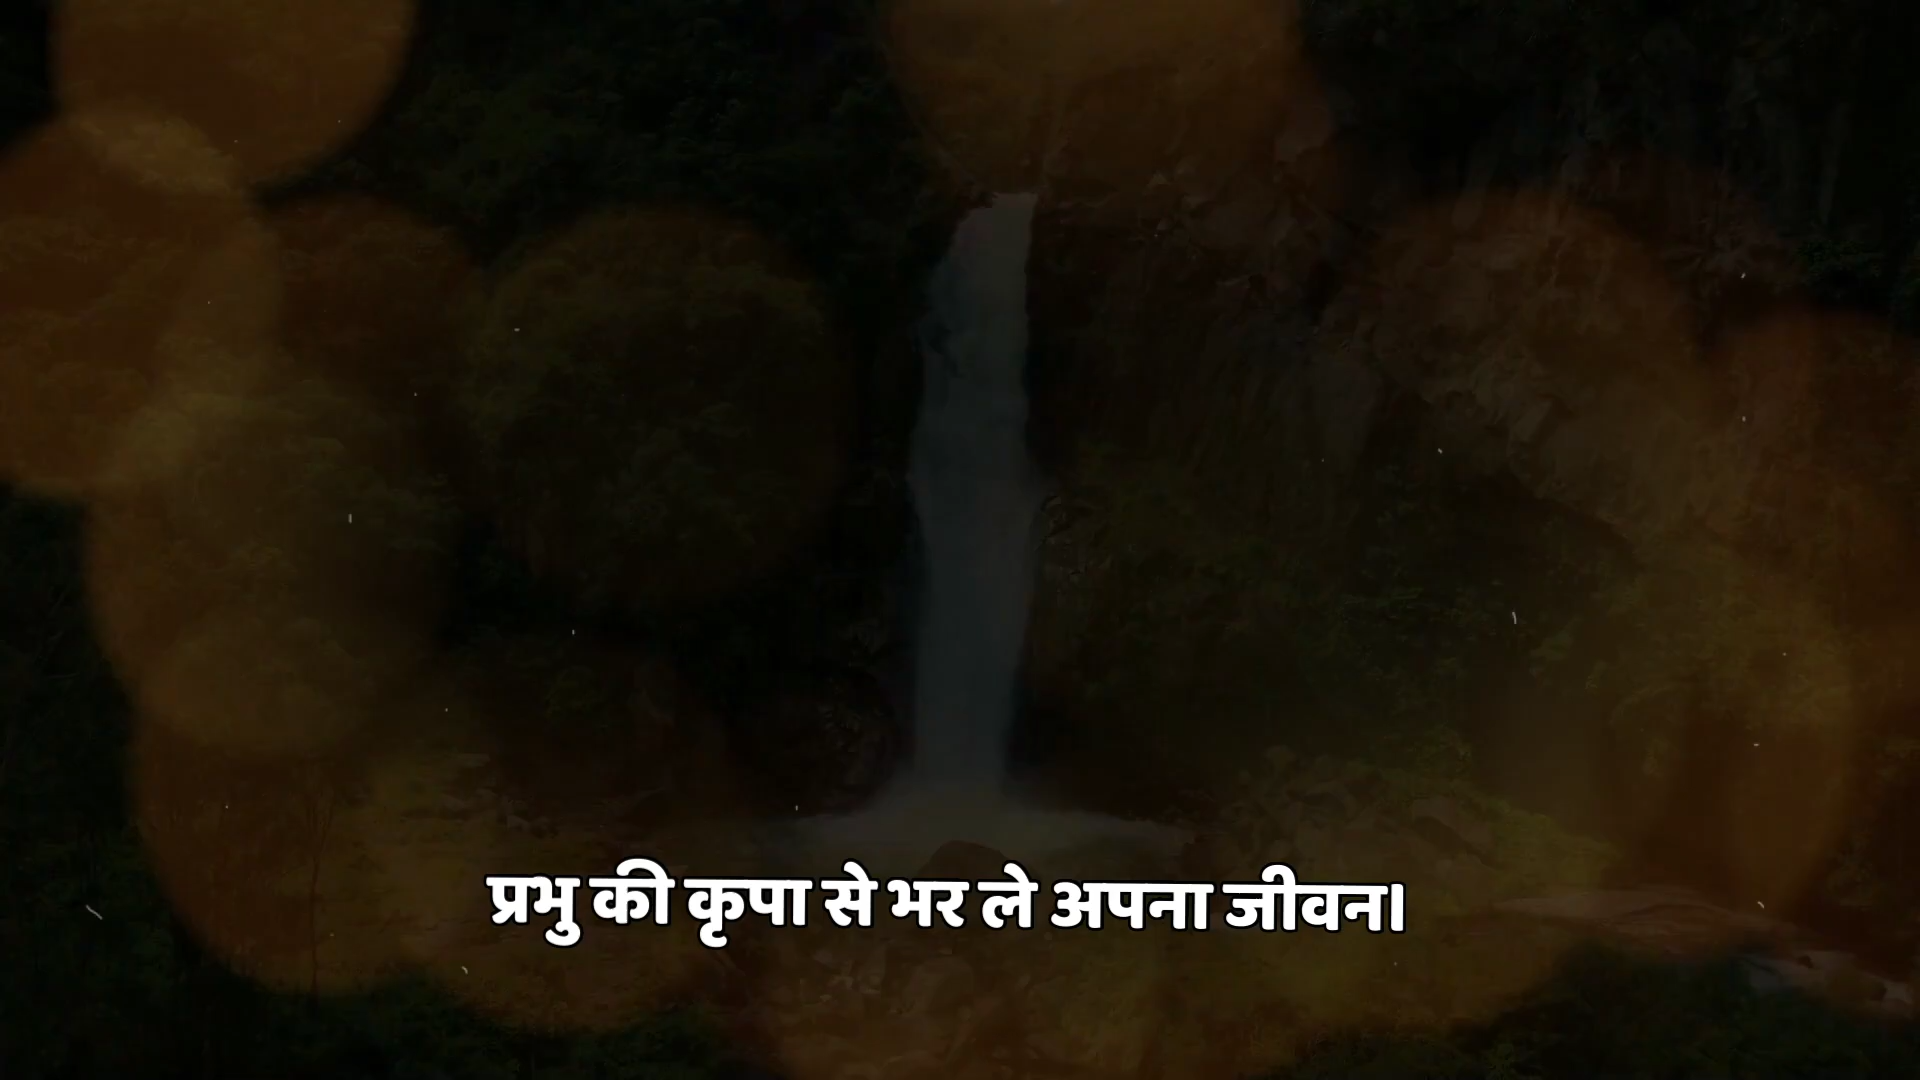 प्रभु की कृपा से भर ले अपना जीवन।